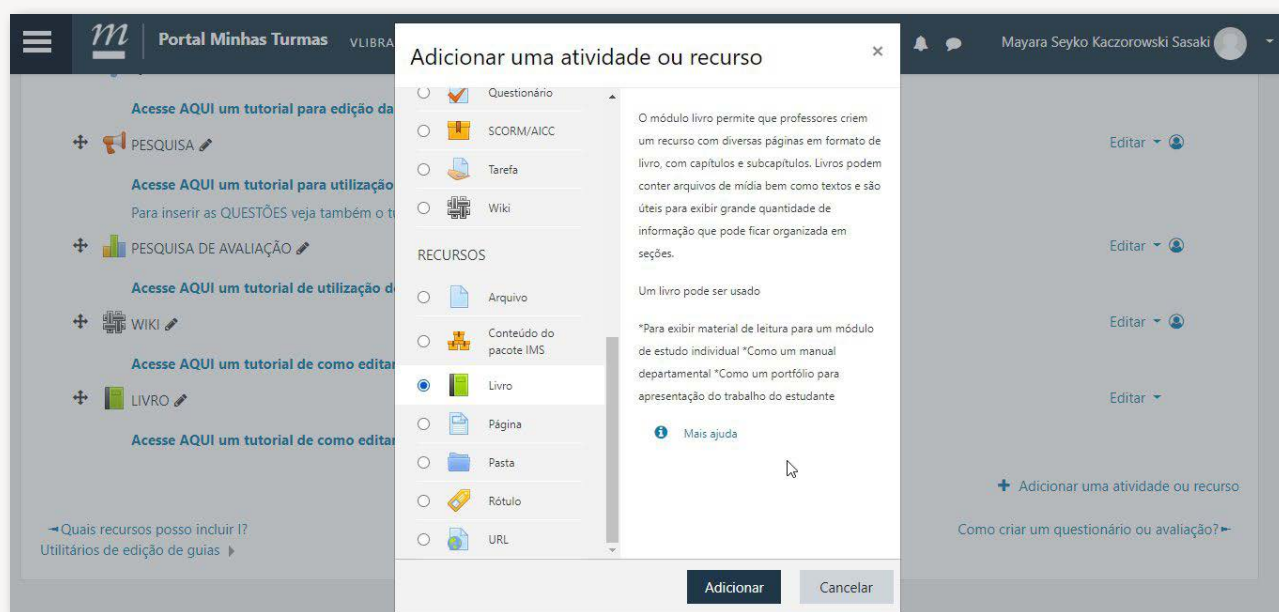 m
Portal Minhas Turmas
VLIBRA
Mayara Seyko Kaczorowski Sasaki
Acesse AQUI um tutorial para edição da
PESQUISA
Editar
Acesse AQUI um tutorial para utilização
Para inserir as QUESTÕES veja também o tu
PESQUISA DE AVALIAÇÃO
Editar
Acesse AQUI um tutorial de utilização d
WIKI
Editar
Acesse AQUI um tutorial de como editar
LIVRO
Editar
Acesse AQUI um tutorial de como editar
Adicionar uma atividade ou recurso
Quais recursos posso incluir I?
Como criar um questionário ou avaliação?
Utilitários de edição de guias
Adicionar uma atividade ou recurso
×
Questionário
SCORM/AICC
Tarefa
Wiki
RECURSOS
Arquivo
Conteúdo do
pacote IMS
Livro
Página
Pasta
Rótulo
URL
O módulo livro permite que professores criem
um recurso com diversas páginas em formato de
livro, com capítulos e subcapítulos. Livros podem
conter arquivos de mídia bem como textos e são
úteis para exibir grande quantidade de
informação que pode ficar organizada em
seções.
Um livro pode ser usado
*Para exibir material de leitura para um módulo
de estudo individual *Como um manual
departamental *Como um portfólio para
apresentação do trabalho do estudante
Mais ajuda
Adicionar
Cancelar